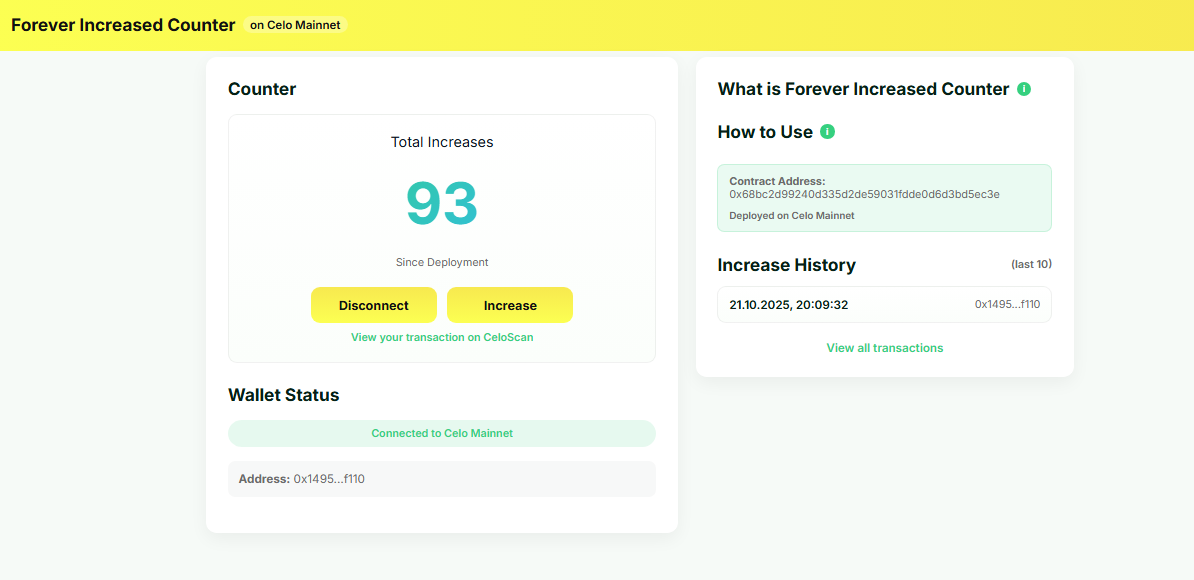 Forever Increased Counter on Celo Mainnet
Counter
Total Increases
93
Since Deployment
Disconnect
Increase
View your transaction on CeloScan
Wallet Status
Connected to Celo Mainnet
Address: 0x1495...f110
What is Forever Increased Counter i
How to Use i
Contract Address:
0x68bc2d99240d335d2de59031fdde0d6d3bd5ec3e
Deployed on Celo Mainnet
Increase History (last 10)
21.10.2025, 20:09:32 0x1495...f110
View all transactions